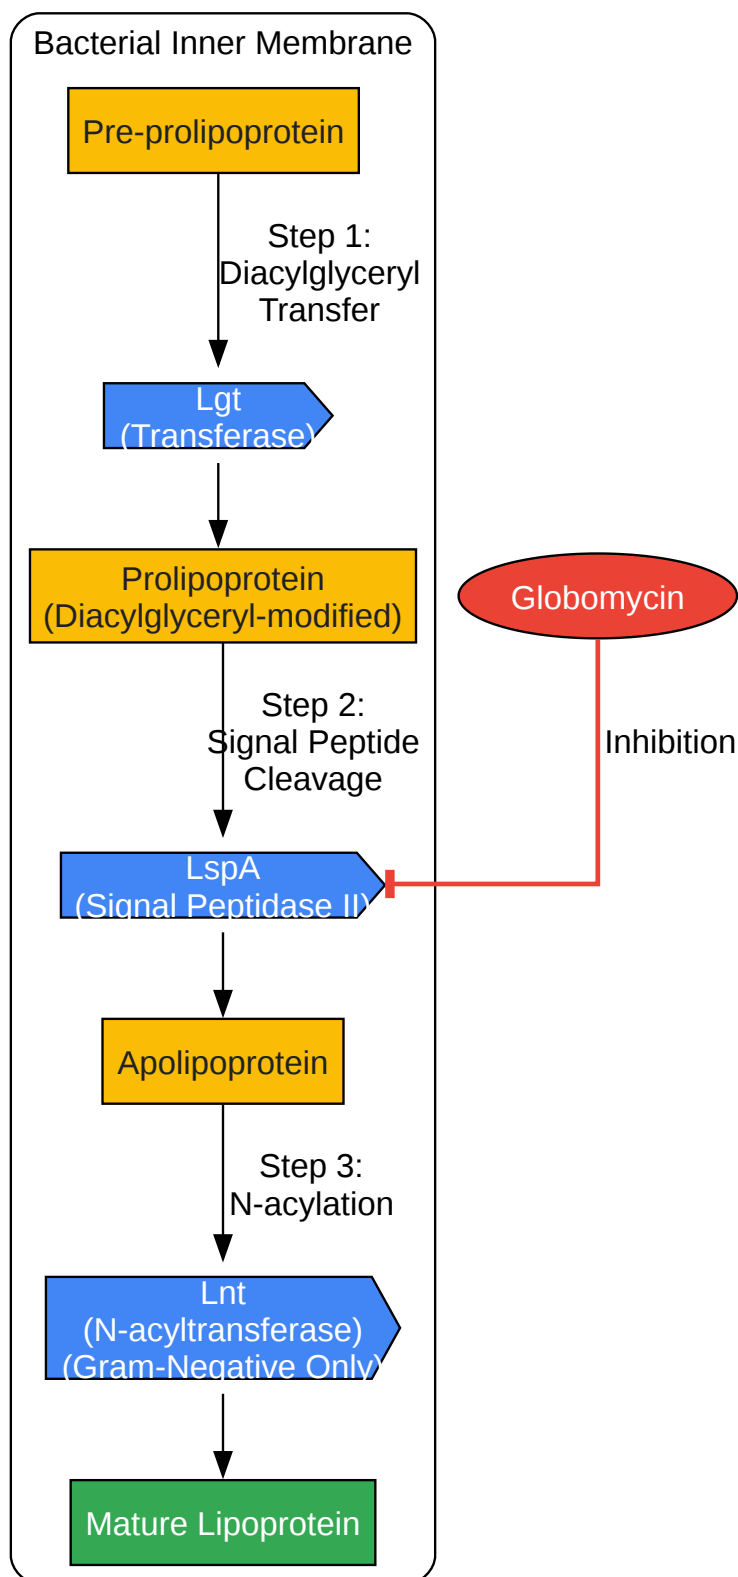 Bacterial Inner Membrane
Pre-prolipoprotein
Step 1:
Diacylglyceryl
Transfer
Lgt
(Transferase)
Prolipoprotein
(Diacylglyceryl-modified)
Globomycin
Step 2:
Signal Peptide
Cleavage
Inhibition
LspA
(Signal Peptidase II)
Apolipoprotein
Step 3:
N-acylation
Lnt
(N-acyltransferase)
(Gram-Negative Only)
Mature Lipoprotein